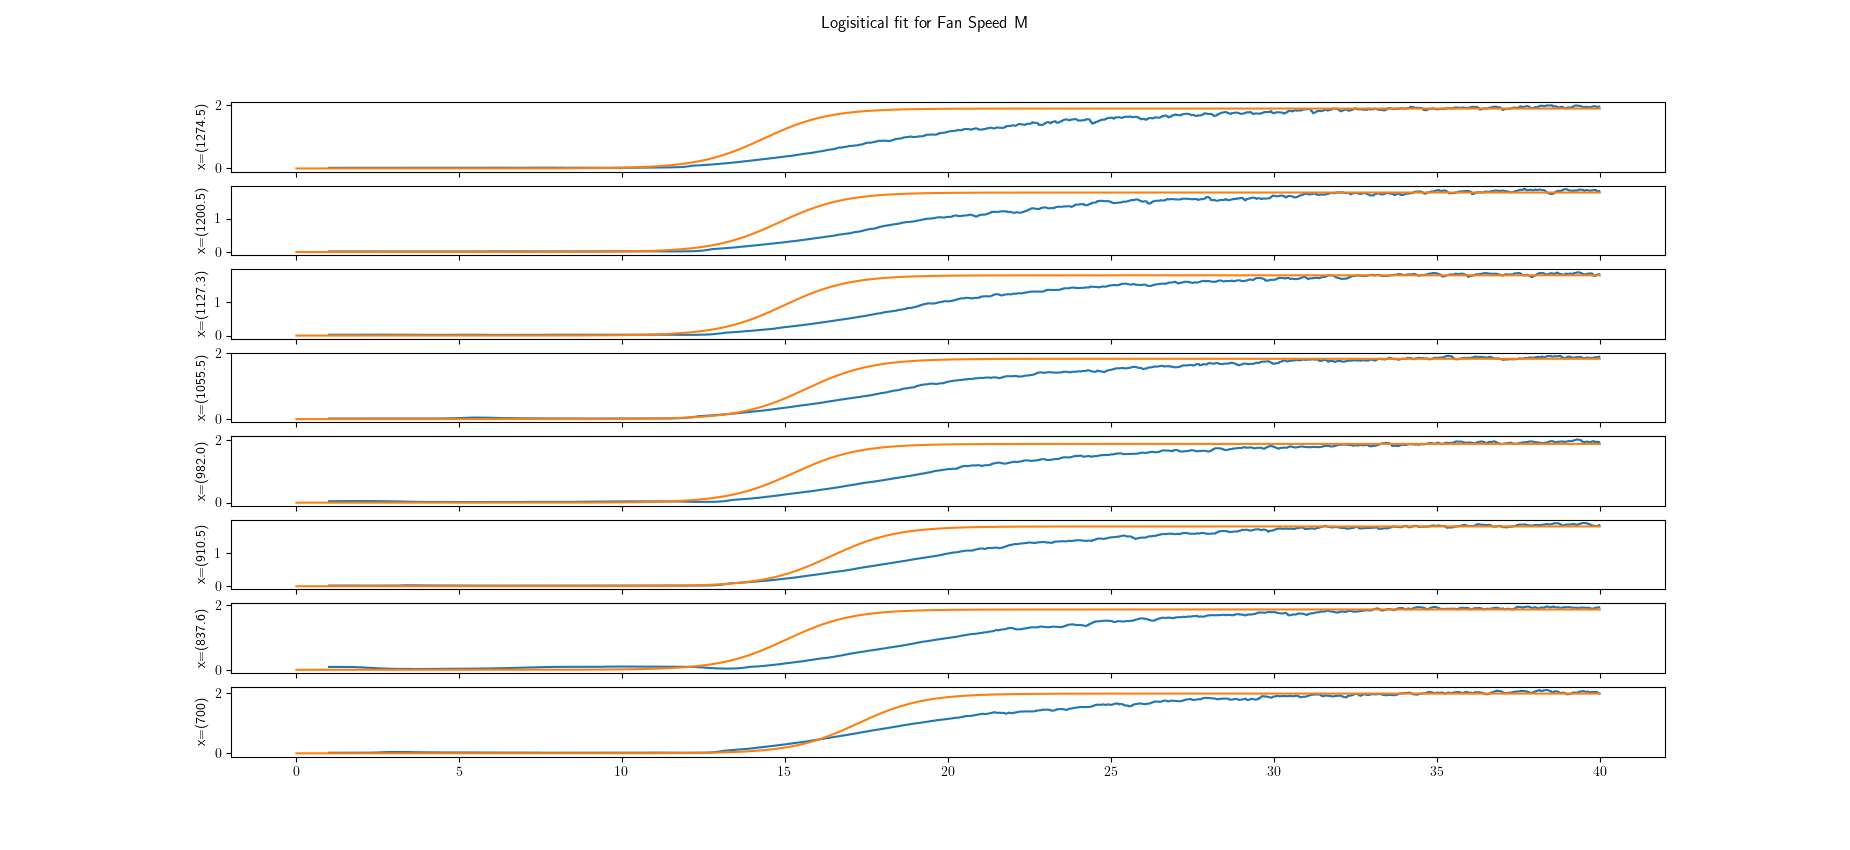 Logisitical fit for Fan Speed M
x=(1274.5)
2
0
x=(1200.5)
1
0
x=(1127.3)
1
0
x=(1055.5)
2
0
x=(982.0)
2
0
x=(910.5)
1
0
x=(837.6)
2
0
x=(700)
2
0
0 5 10 15 20 25 30 35 40